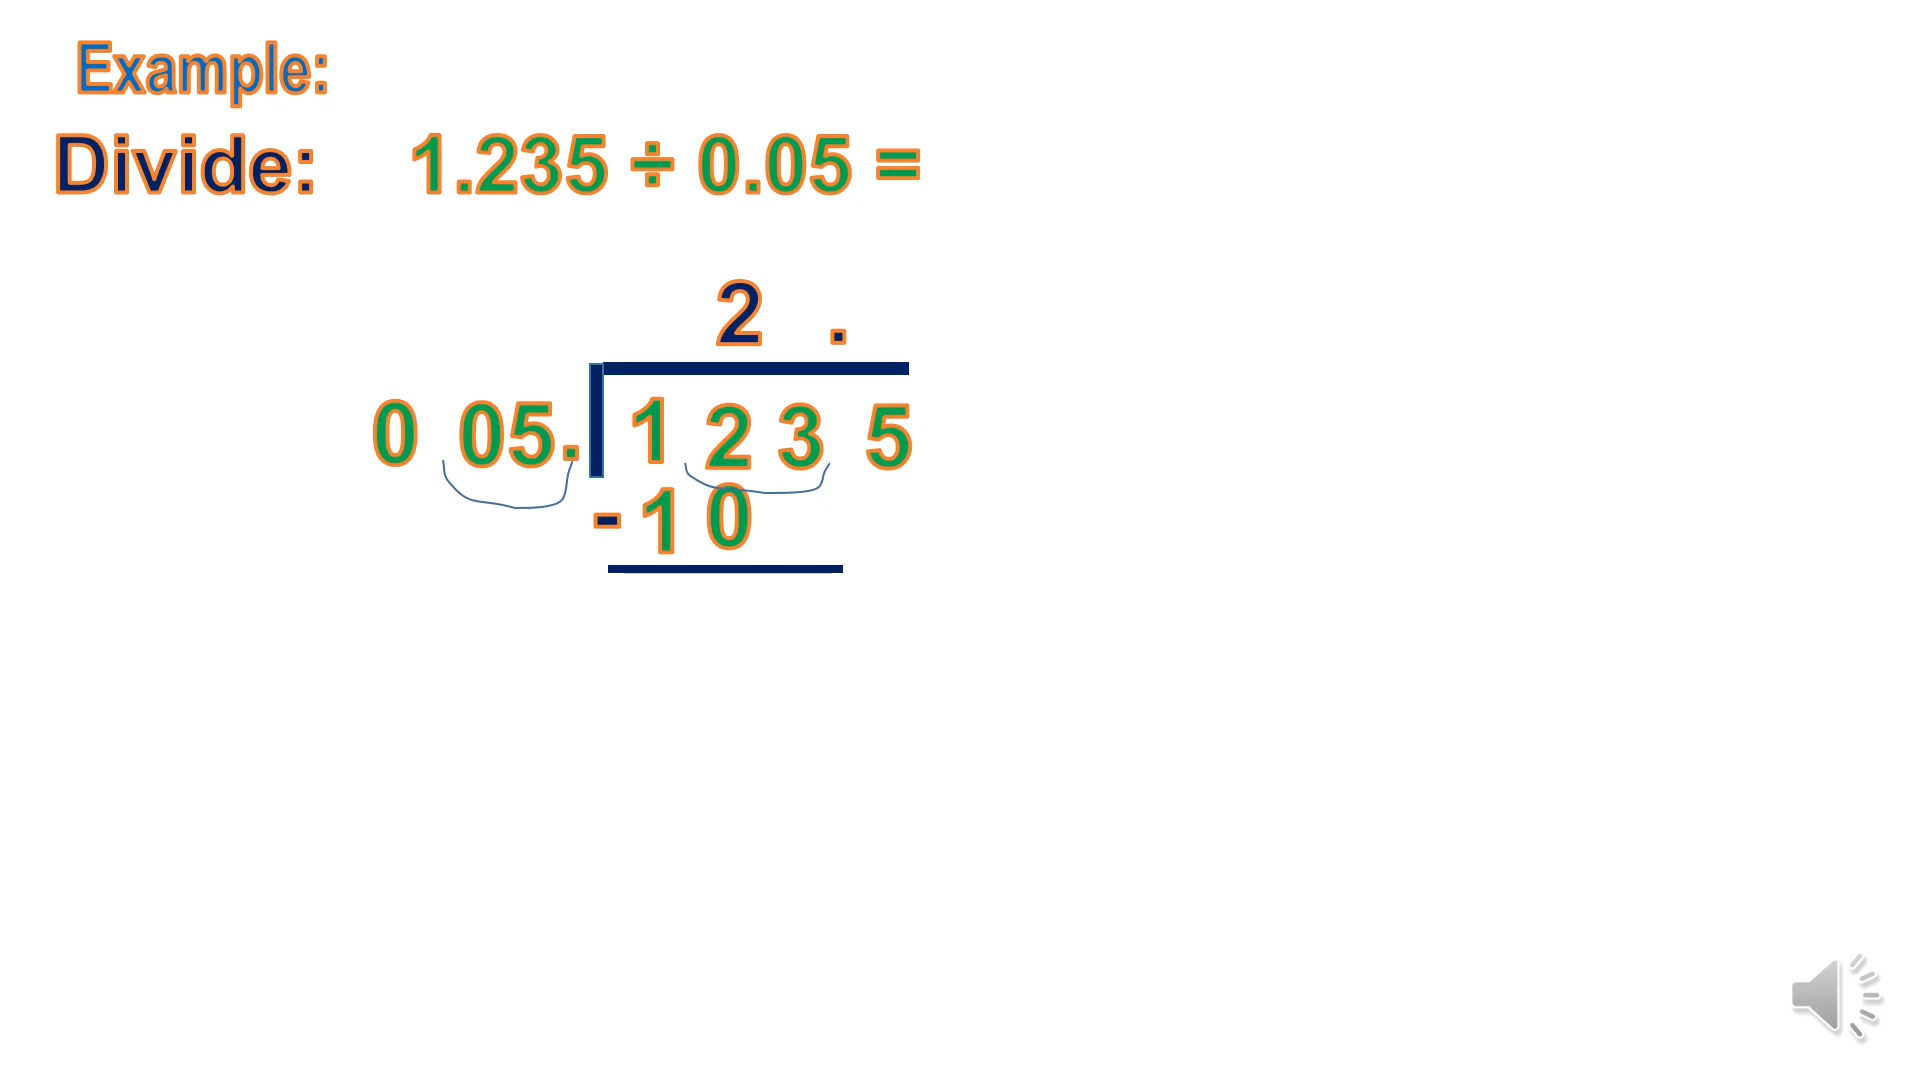 Example:
Divide: 1.235 ÷ 0.05 =
2 .
0 05. 1 2 3 5
- 1 0